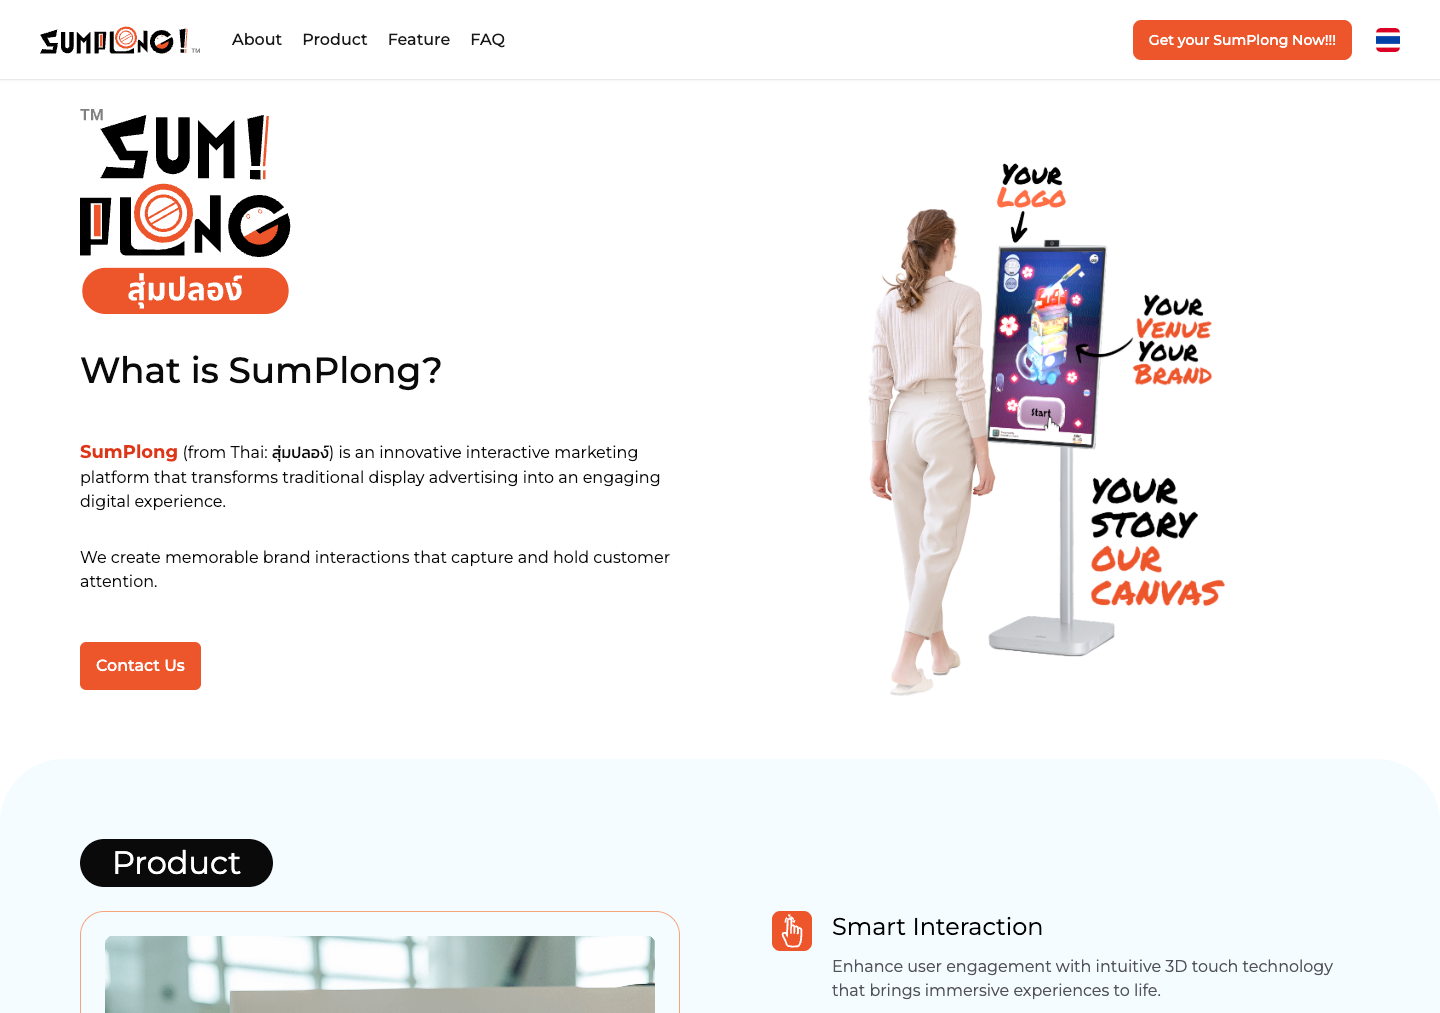 SUMPLONG! TM
About
Product
Feature
FAQ
Get your SumPlong Now!!!
TM
SUM!
PLONG
สุ่มปลอง์
What is SumPlong?
SumPlong (from Thai: สุ่มปลอง์) is an innovative interactive marketing
platform that transforms traditional display advertising into an engaging
digital experience.
We create memorable brand interactions that capture and hold customer
attention.
Contact Us
YOUR
LOGO
YOUR
VENUE
YOUR
BRAND
Start
YOUR
STORY
OUR
CANVAS
Product
Smart Interaction
Enhance user engagement with intuitive 3D touch technology
that brings immersive experiences to life.